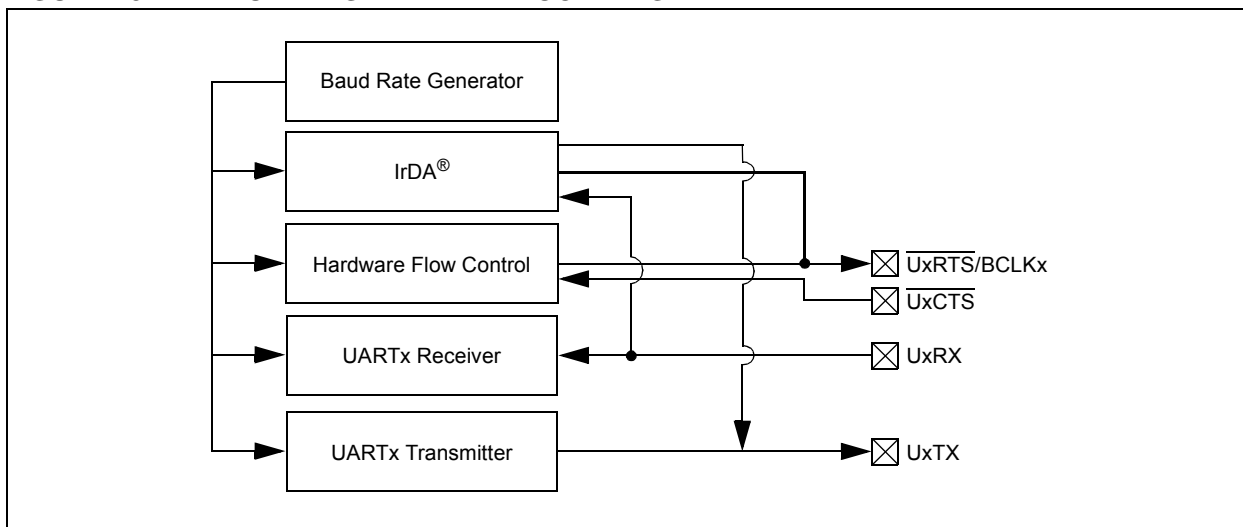 Baud Rate Generator
IrDA®
Hardware Flow Control
UxRTS/BCLKx
UxCTS
UARTx Receiver
UxRX
UARTx Transmitter
UxTX